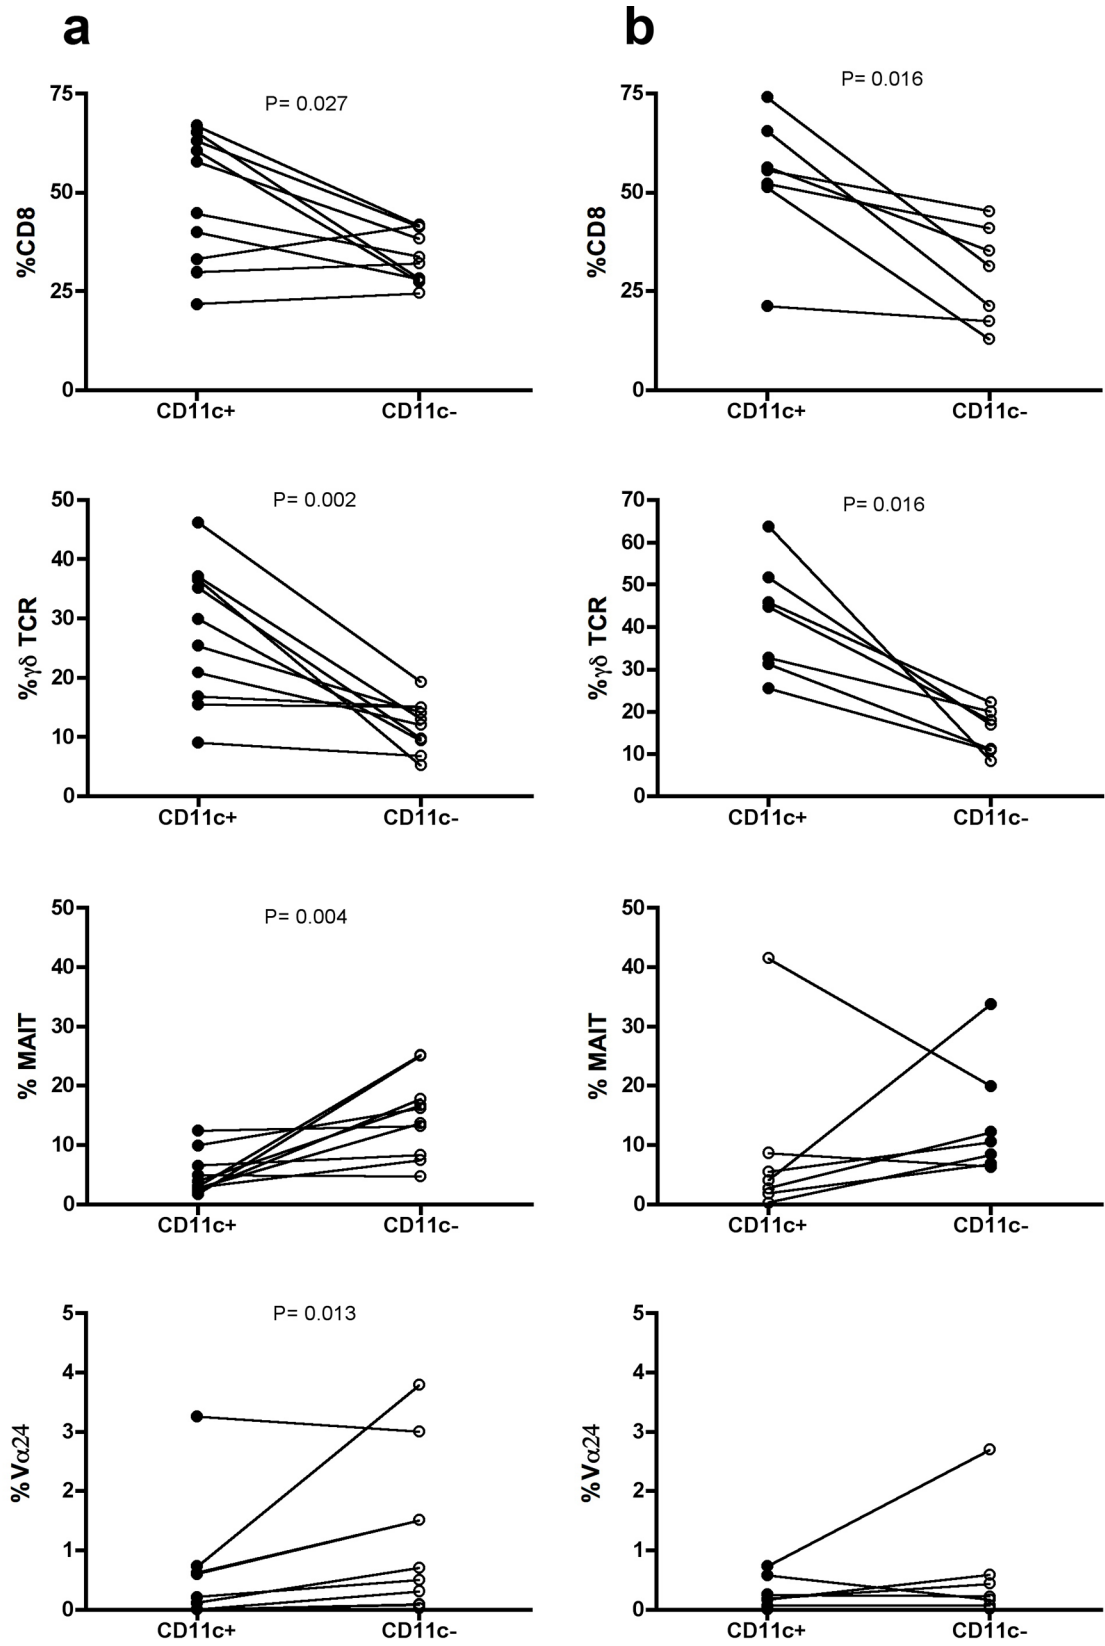 a
b
P= 0.027
75
50
25
0
%CD8
CD11c+
CD11c-
P= 0.016
75
50
25
0
%CD8
CD11c+
CD11c-
P= 0.002
50
40
30
20
10
0
%γδ TCR
CD11c+
CD11c-
P= 0.016
70
60
50
40
30
20
10
0
%γδ TCR
CD11c+
CD11c-
P= 0.004
50
40
30
20
10
0
% MAIT
CD11c+
CD11c-
50
40
30
20
10
0
% MAIT
CD11c+
CD11c-
P= 0.013
5
4
3
2
1
0
%Vα24
CD11c+
CD11c-
5
4
3
2
1
0
%Vα24
CD11c+
CD11c-